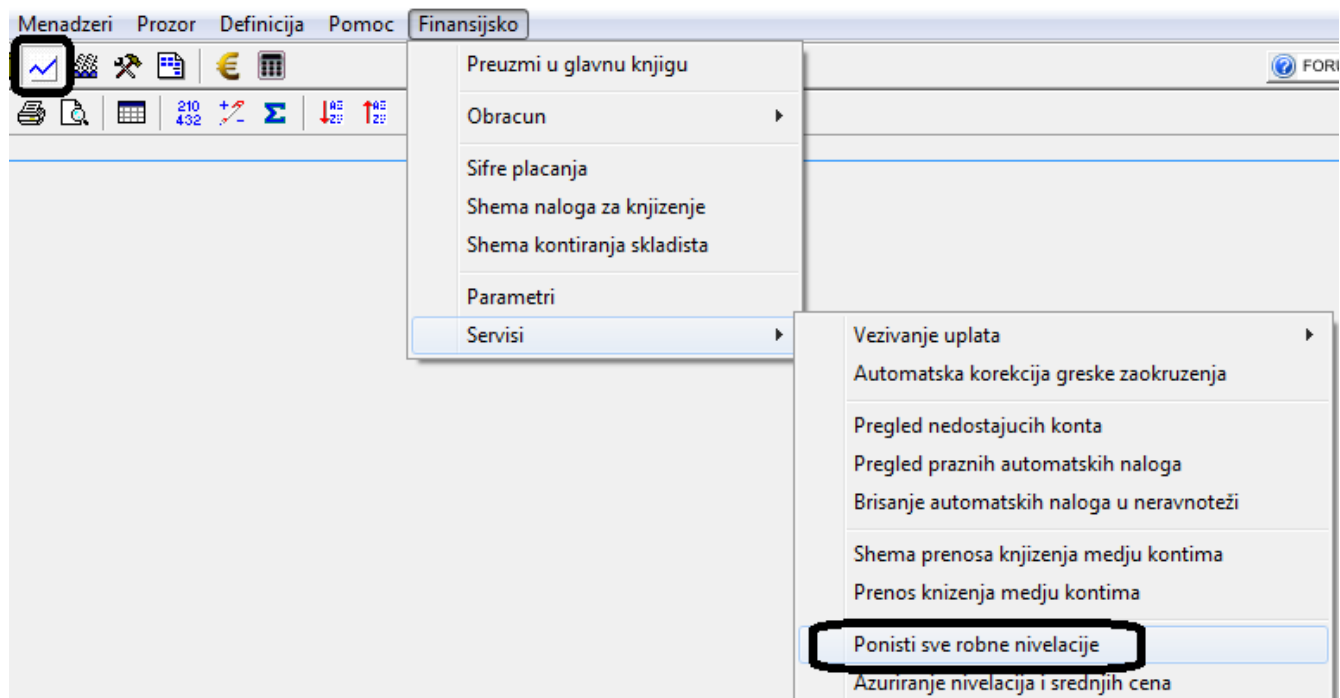 Menadzeri Prozor Definicija Pomoc Finansijsko
FORU
Preuzmi u glavnu knjigu
Obracun
Sifre placanja
Shema naloga za knjizenje
Shema kontiranja skladista
Parametri
Servisi
Vezivanje uplata
Automatska korekcija greske zaokruzenja
Pregled nedostajucih konta
Pregled praznih automatskih naloga
Brisanje automatskih naloga u neravnoteži
Shema prenosa knjizenja medju kontima
Prenos knizenja medju kontima
Ponisti sve robne nivelacije
Azuriranje nivelacija i srednjih cena